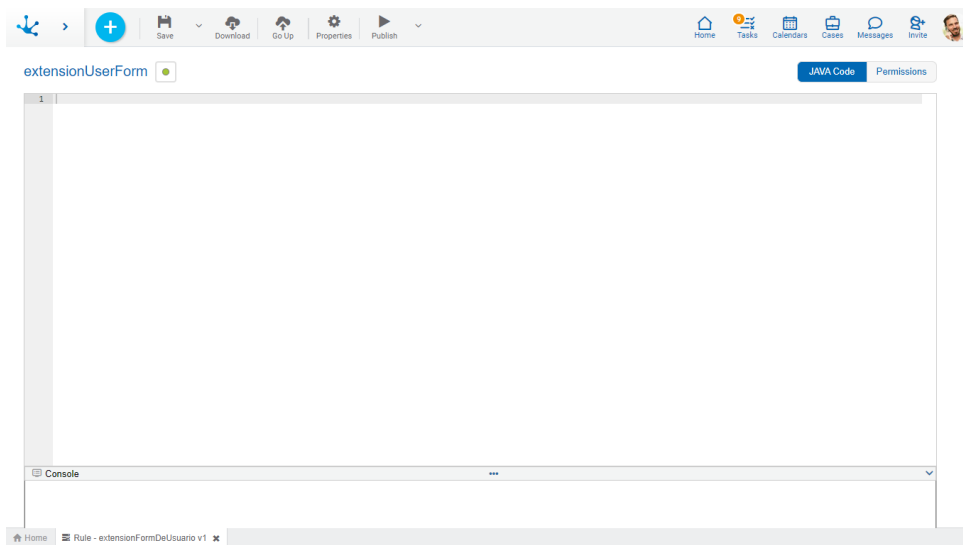 Save
Download
Go Up
Properties
Publish
Home
9
Tasks
Calendars
Cases
Messages
Invite
extensionUserForm
JAVA Code
Permissions
1
Console
Home
Rule - extensionFormDeUsuario v1